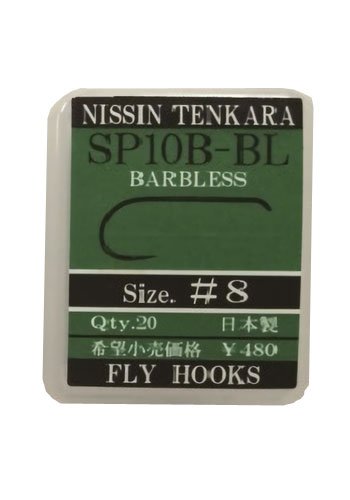 NISSIN TENKARA
SP10B-BL
BARBLESS
Size. #8
Qty.20 日本製
希望小売価格 ¥480
FLY HOOKS